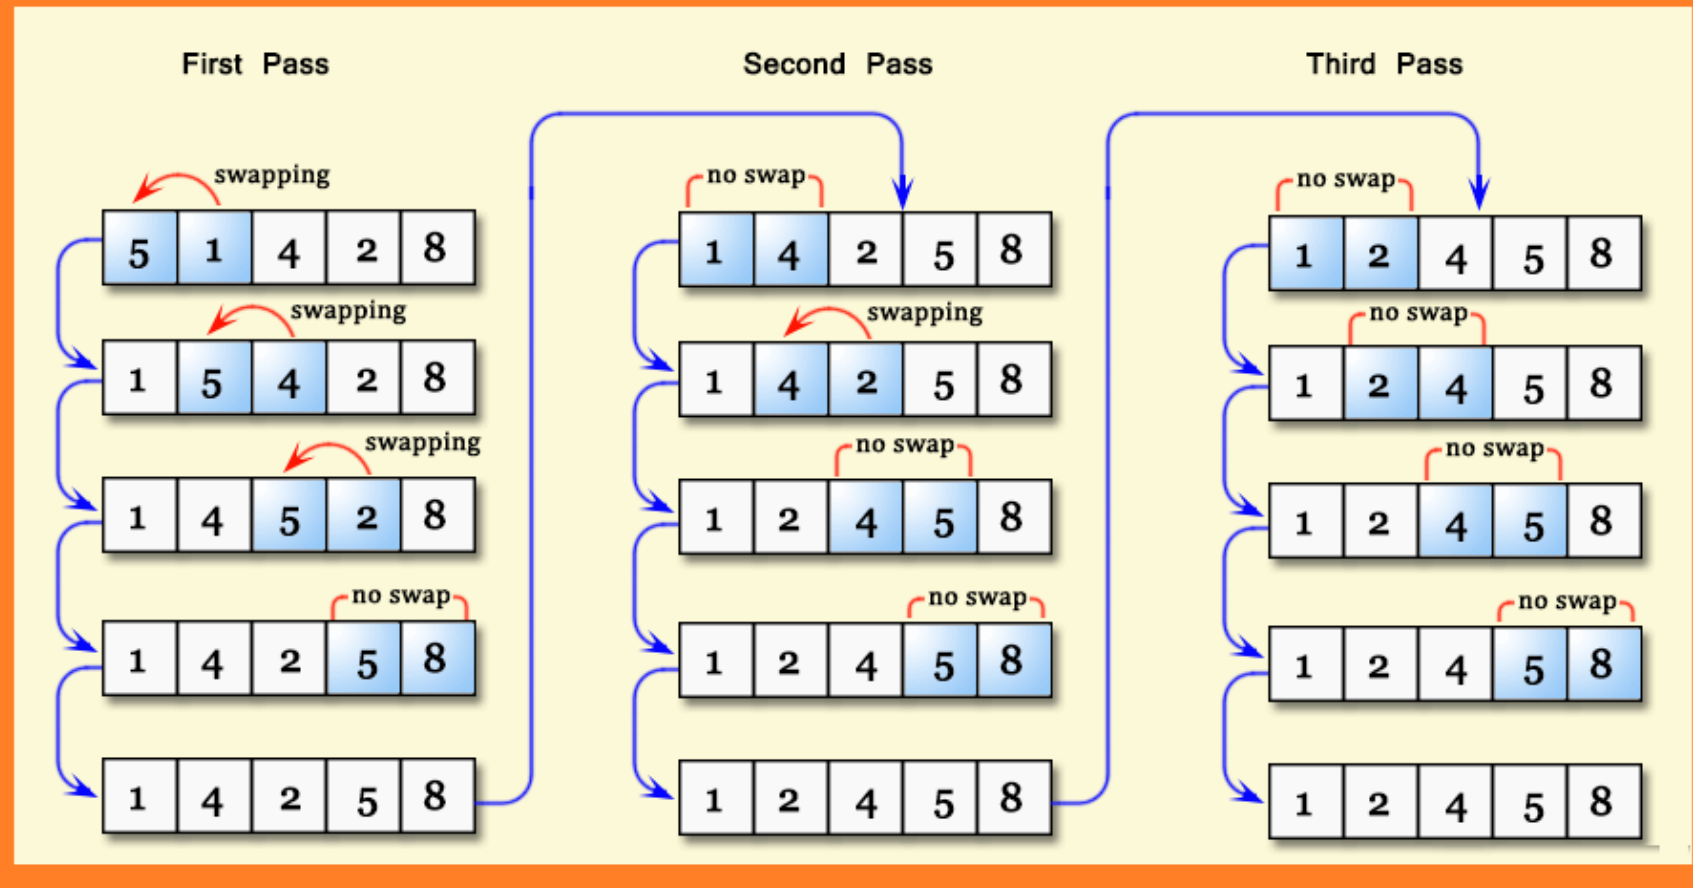 First Pass
swapping
5 1 4 2 8
swapping
1 5 4 2 8
swapping
1 4 5 2 8
no swap
1 4 2 5 8
1 4 2 5 8
Second Pass
no swap
1 4 2 5 8
swapping
1 4 2 5 8
no swap
1 2 4 5 8
no swap
1 2 4 5 8
1 2 4 5 8
Third Pass
no swap
1 2 4 5 8
no swap
1 2 4 5 8
no swap
1 2 4 5 8
no swap
1 2 4 5 8
1 2 4 5 8